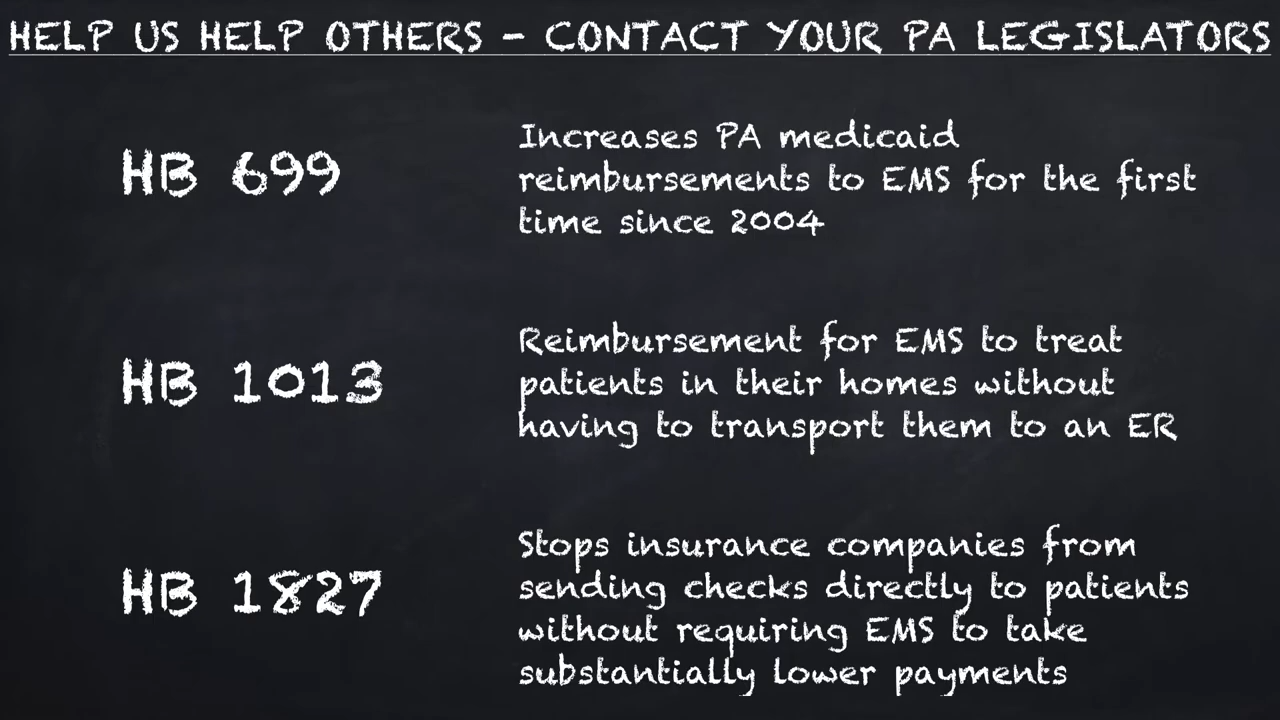 HELP US HELP OTHERS - CONTACT YOUR PA LEGISLATORS
HB 699
Increases PA medicaid
reimbursements to EMS for the first
time since 2004
HB 1013
Reimbursement for EMS to treat
patients in their homes without
having to transport them to an ER
HB 1827
Stops insurance companies from
sending checks directly to patients
without requiring EMS to take
substantially lower payments